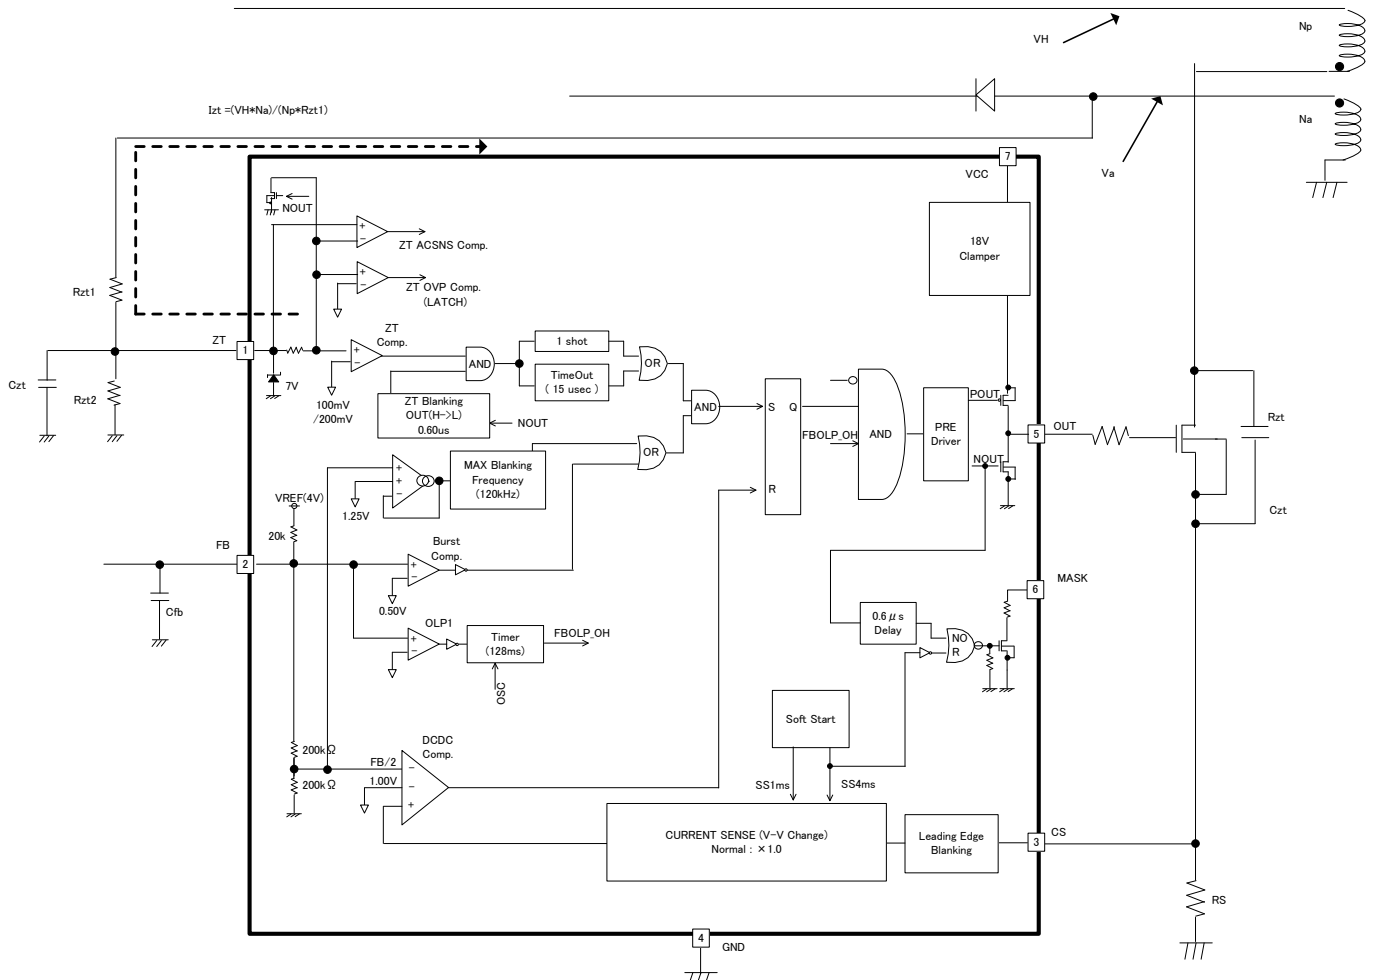 VH
Np
Izt =(VH*Na)/(Np*Rzt1)
Na
Va
7
VCC
NOUT
18V
Clamper
ZT ACSNS Comp.
ZT OVP Comp.
(LATCH)
Rzt1
ZT
1
ZT
Comp.
7V
100mV
/200mV
AND
1 shot
TimeOut
( 15 usec )
OR
Czt
Rzt2
ZT Blanking
OUT(H->L)
0.60us
NOUT
AND
S
Q
R
FBOLP_OH
AND
PRE
Driver
POUT
NOUT
5
OUT
Rzt
Czt
OR
MAX Blanking
Frequency
(120kHz)
1.25V
VREF(4V)
20k
FB
2
Cfb
Burst
Comp.
0.50V
OLP1
Timer
(128ms)
FBOLP_OH
OSC
6
MASK
0.6μs
Delay
NO
R
Soft Start
SS1ms
SS4ms
200kΩ
200kΩ
FB/2
1.00V
DCDC
Comp.
CURRENT SENSE (V-V Change)
Normal : ×1.0
Leading Edge
Blanking
3
CS
RS
4
GND